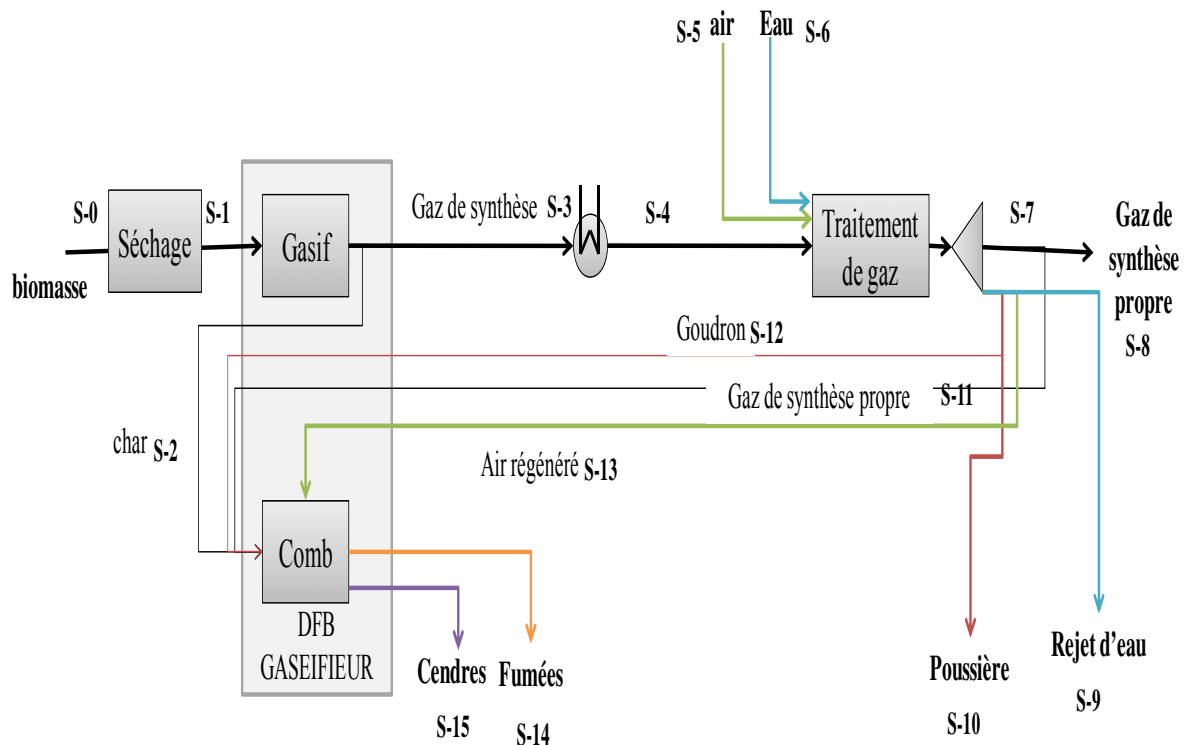 S-5 air Eau S-6
S-0
S-1
Gaz de synthèse S-3
S-4
S-7
Séchage
Gasif
Traitement
de gaz
Gaz de
synthèse
propre
S-8
biomasse
Goudron S-12
Gaz de synthèse propre S-11
char S-2
Air régénéré S-13
Comb
DFB
GASEIFIEUR
Cendres
S-15
Fumées
S-14
Poussière
S-10
Rejet d'eau
S-9